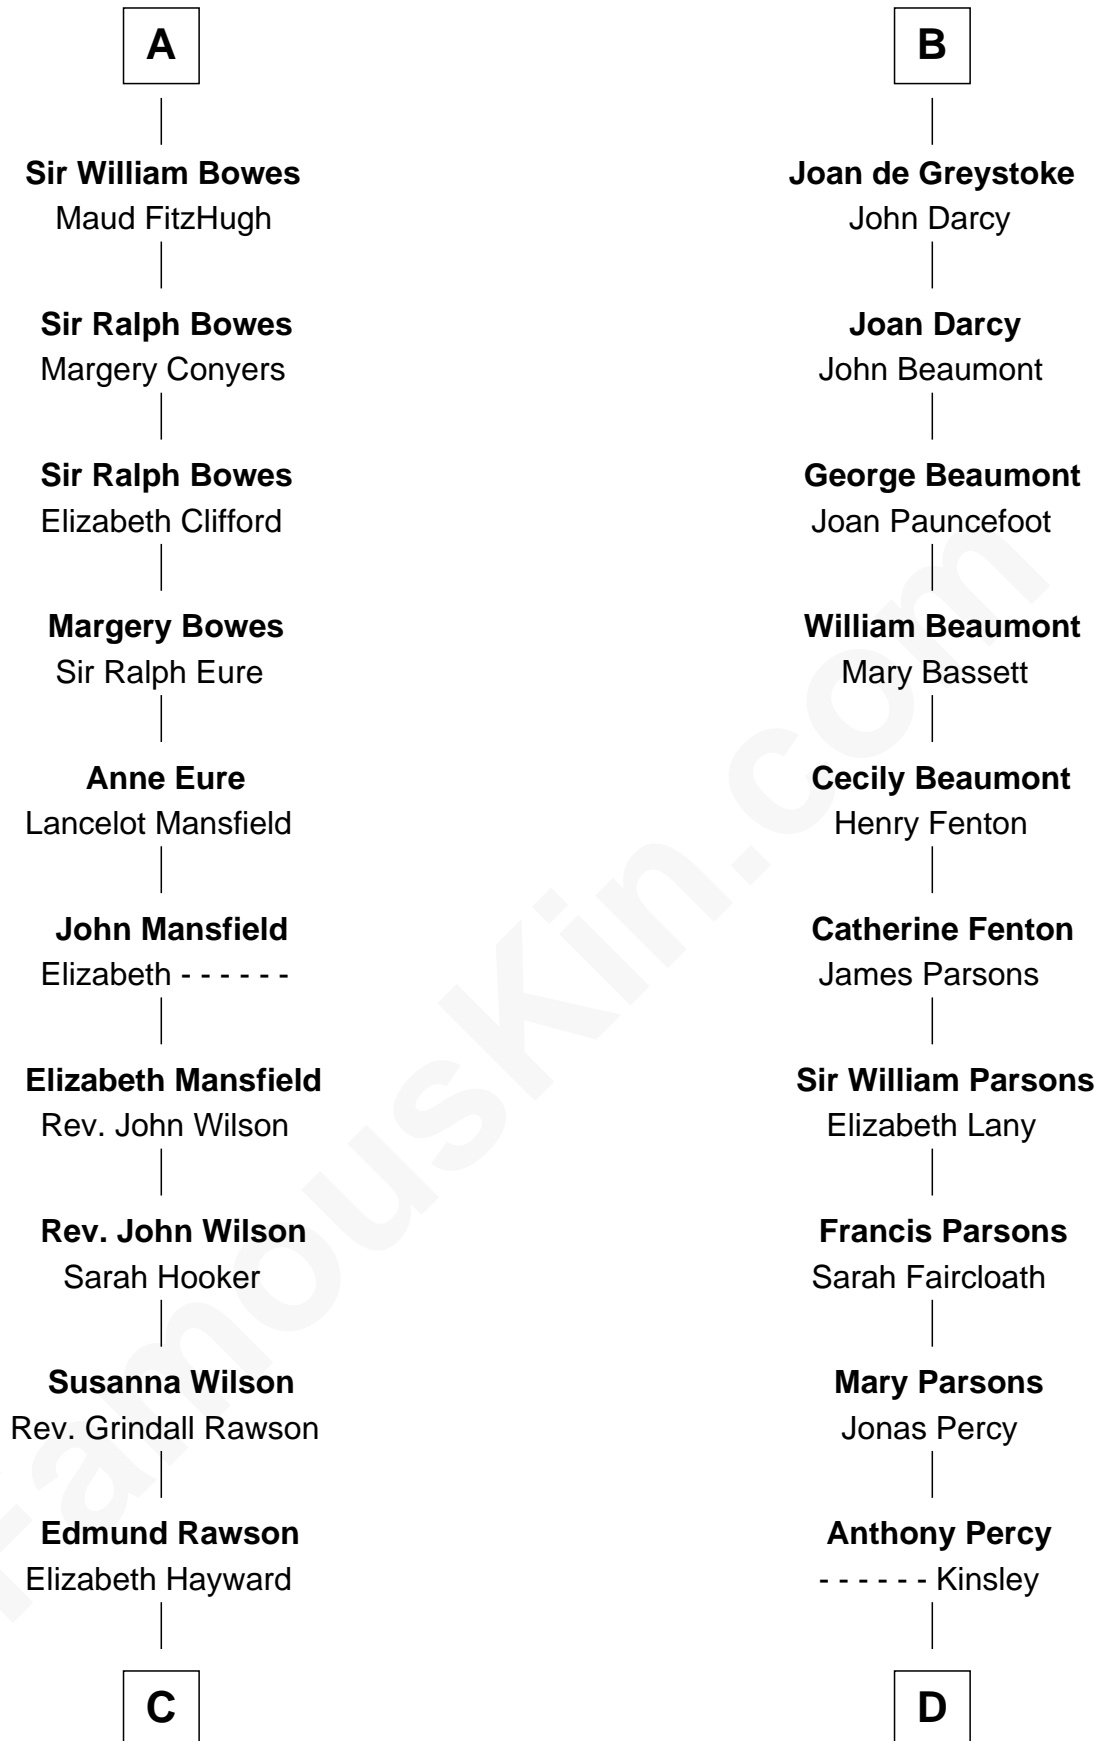 A
Sir William Bowes
Maud FitzHugh
Sir Ralph Bowes
Margery Conyers
Sir Ralph Bowes
Elizabeth Clifford
Margery Bowes
Sir Ralph Eure
Anne Eure
Lancelot Mansfield
John Mansfield
Elizabeth - - - - - -
Elizabeth Mansfield
Rev. John Wilson
Rev. John Wilson
Sarah Hooker
Susanna Wilson
Rev. Grindall Rawson
Edmund Rawson
Elizabeth Hayward
C
B
Joan de Greystoke
John Darcy
Joan Darcy
John Beaumont
George Beaumont
Joan Pauncefoot
William Beaumont
Mary Bassett
Cecily Beaumont
Henry Fenton
Catherine Fenton
James Parsons
Sir William Parsons
Elizabeth Lany
Francis Parsons
Sarah Faircloath
Mary Parsons
Jonas Percy
Anthony Percy
- - - - - - Kinsley
D
FamousKin.com